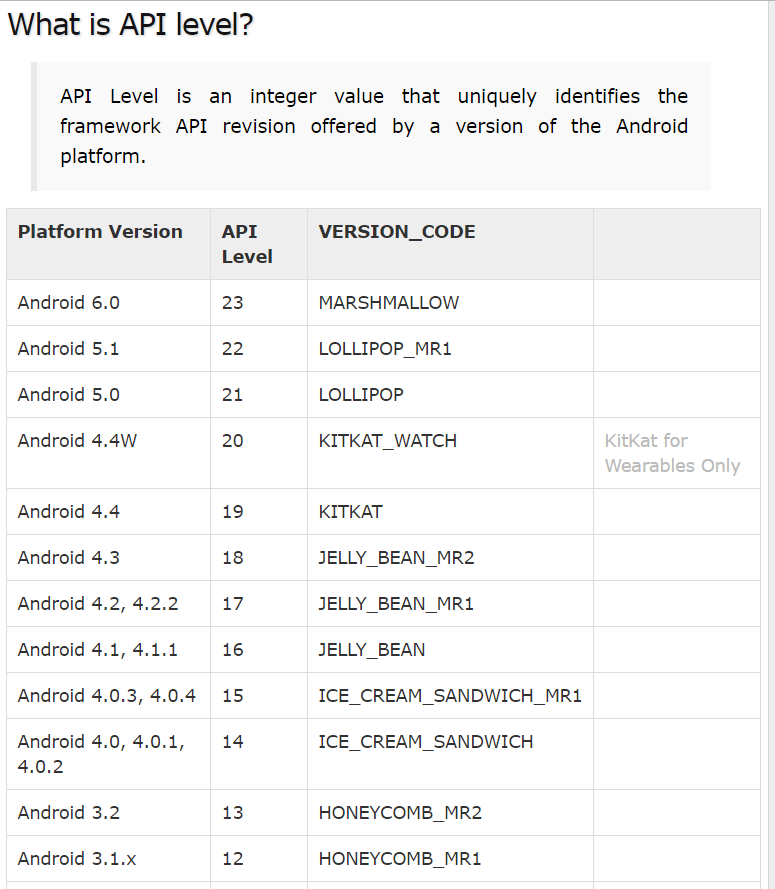 What is API level?
API Level is an integer value that uniquely identifies the
framework API revision offered by a version of the Android
platform.
Platform Version API Level VERSION_CODE
Android 6.0 23 MARSHMALLOW
Android 5.1 22 LOLLIPOP_MR1
Android 5.0 21 LOLLIPOP
Android 4.4W 20 KITKAT_WATCH KitKat for Wearables Only
Android 4.4 19 KITKAT
Android 4.3 18 JELLY_BEAN_MR2
Android 4.2, 4.2.2 17 JELLY_BEAN_MR1
Android 4.1, 4.1.1 16 JELLY_BEAN
Android 4.0.3, 4.0.4 15 ICE_CREAM_SANDWICH_MR1
Android 4.0, 4.0.1, 4.0.2 14 ICE_CREAM_SANDWICH
Android 3.2 13 HONEYCOMB_MR2
Android 3.1.x 12 HONEYCOMB_MR1